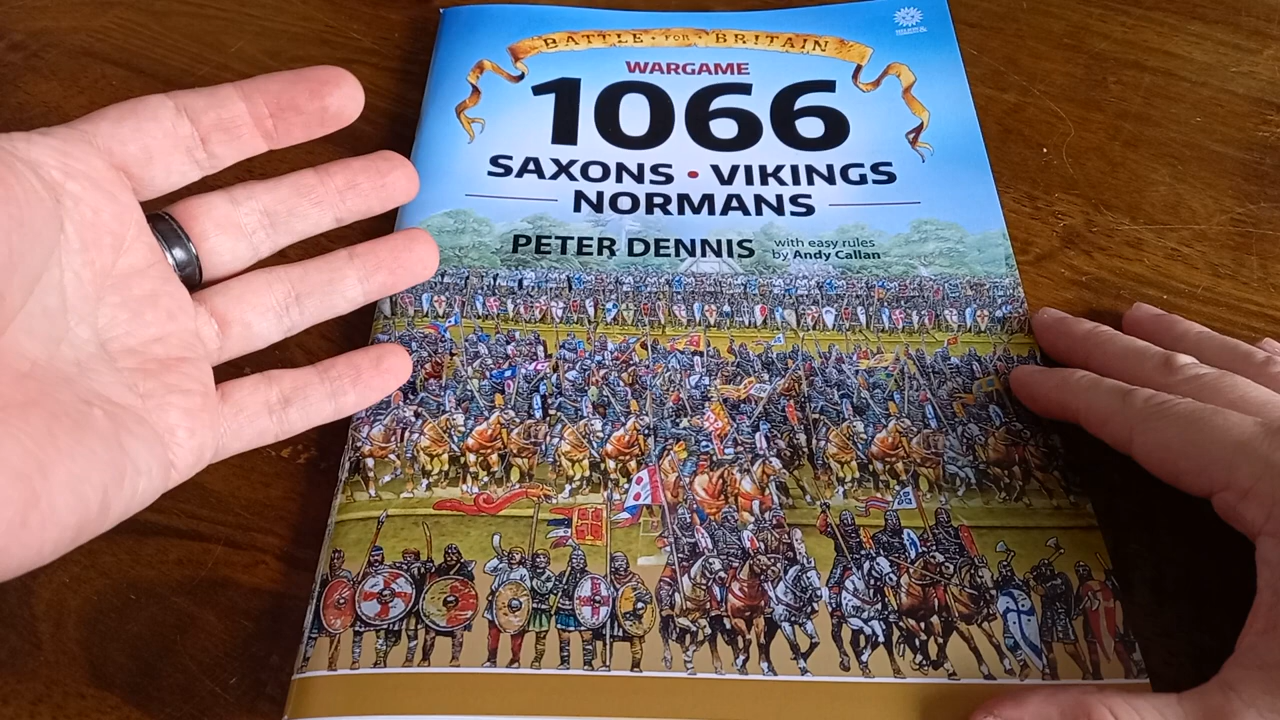 BATTLE • FOR • BRITAIN
WARGAME
1066
SAXONS • VIKINGS
NORMANS
PETER DENNIS
with easy rules
by Andy Callan